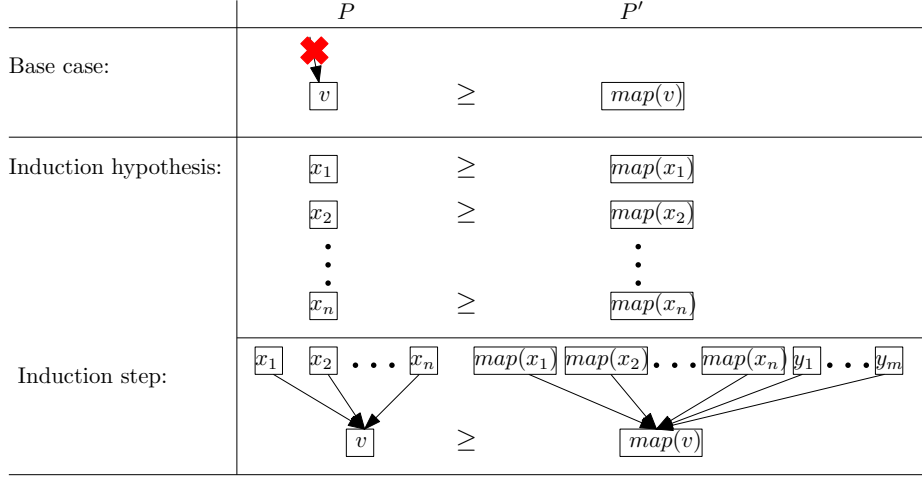 P P′
Base case:
v ≥ map(v)
Induction hypothesis: x₁ ≥ map(x₁)
x₂ ≥ map(x₂)
xₙ ≥ map(xₙ)
x₁ x₂ ... xₙ map(x₁) map(x₂) ... map(xₙ) y₁ ... yₘ
Induction step:
v ≥ map(v)